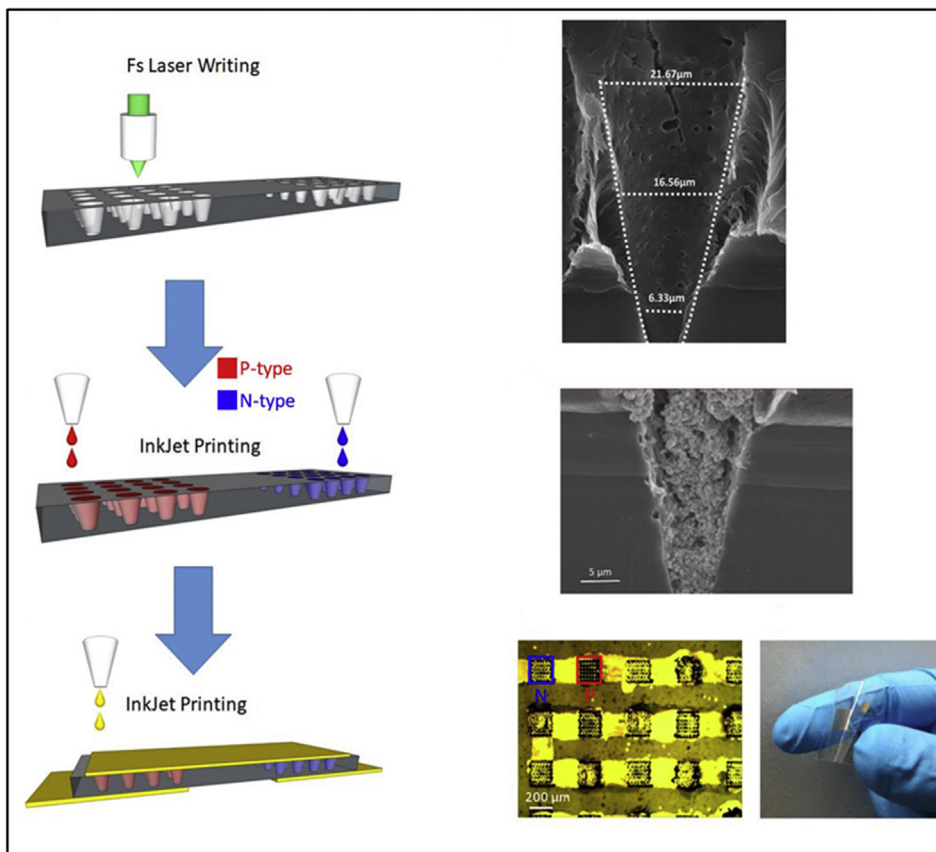 Fs Laser Writing
21.67µm
16.56µm
6.33µm
P-type
N-type
InkJet Printing
5 µm
InkJet Printing
N
P
200 µm